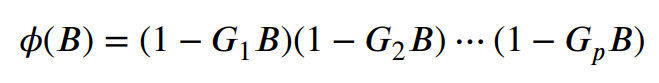 ϕ(B) = (1 − G₁B)(1 − G₂B) ⋯ (1 − GₚB)